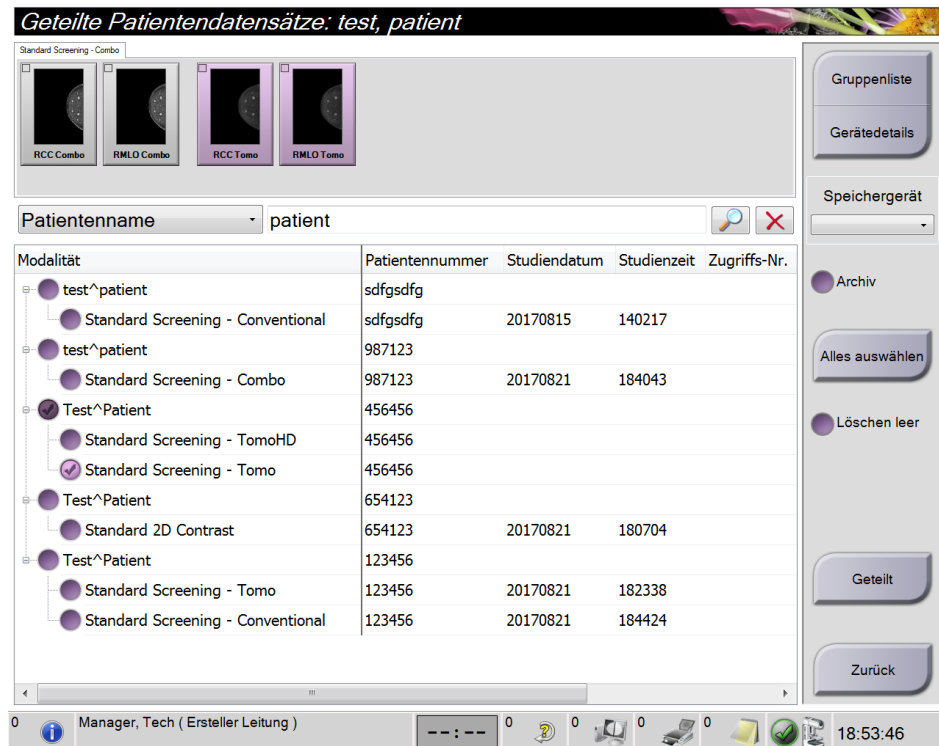 Geteilte Patientendatensätze: test, patient
Standard Screening - Combo
RCC Combo RMLO Combo RCC Tomo RMLO Tomo
Gruppenliste
Gerätedetails
Speichergerät
Patientenname patient
Modalität Patientennummer Studiendatum Studienzeit Zugriffs-Nr.
test^patient sdfgsdfg
Standard Screening - Conventional sdfgsdfg 20170815 140217
test^patient 987123
Standard Screening - Combo 987123 20170821 184043
Test^Patient 456456
Standard Screening - TomoHD 456456
Standard Screening - Tomo 456456
Test^Patient 654123
Standard 2D Contrast 654123 20170821 180704
Test^Patient 123456
Standard Screening - Tomo 123456 20170821 182338
Standard Screening - Conventional 123456 20170821 184424
Archiv
Alles auswählen
Löschen leer
Geteilt
Zurück
0 Manager, Tech ( Ersteller Leitung ) --:-- 0 0 0 0 18:53:46